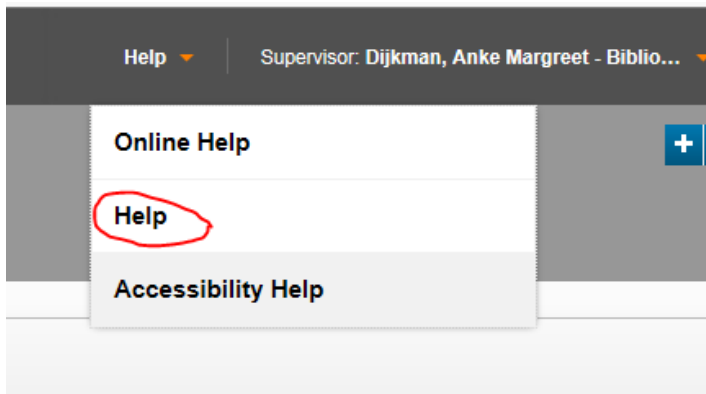 Help Supervisor: Dijkman, Anke Margreet - Biblio...
Online Help
Help
Accessibility Help